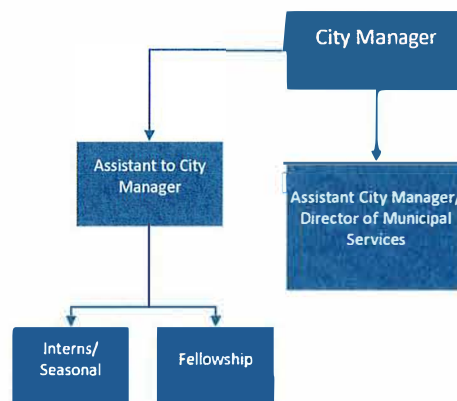 City Manager
Assistant to City
Manager
Assistant City Manager/
Director of Municipal
Services
Interns/
Seasonal
Fellowship